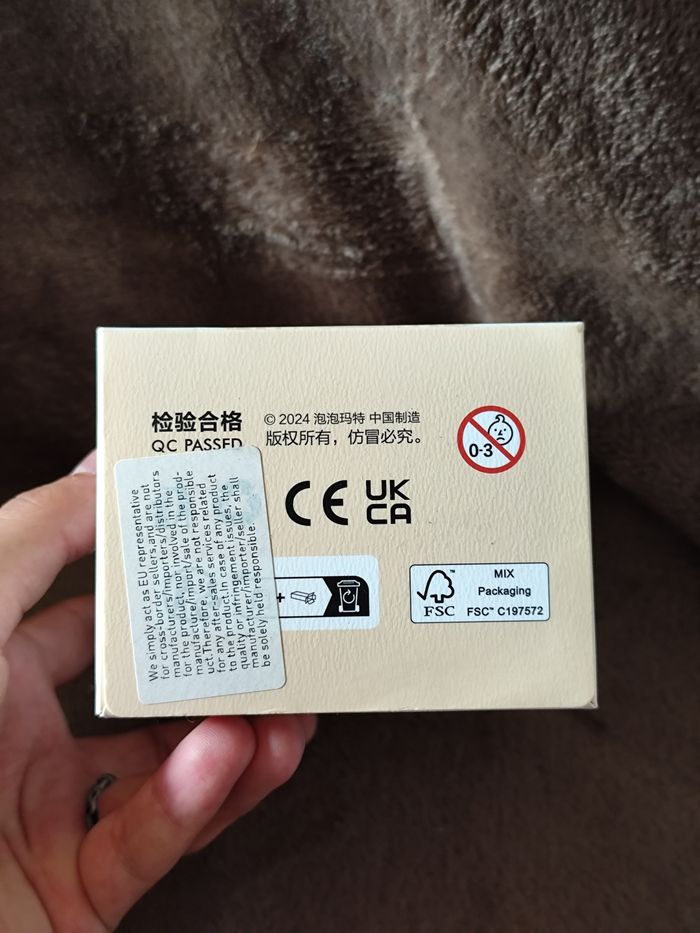 检验合格
QC PASSED
© 2024 泡泡玛特 中国制造
版权所有，仿冒必究。
0-3
CE
UK
CA
We simply act as EU representative
for cross-border sellers,and are not
manufacturers/importers/distributors
for the product, nor involved in the
manufacture/import/sale of the prod-
uct.Therefore, we are not responsible
for any after-sales services related
to the product.In case of any product
quality or infringement issues, the
manufacturer/importer/seller shall
be solely held responsible.
+
FSC™
MIX
Packaging
FSC™ C197572